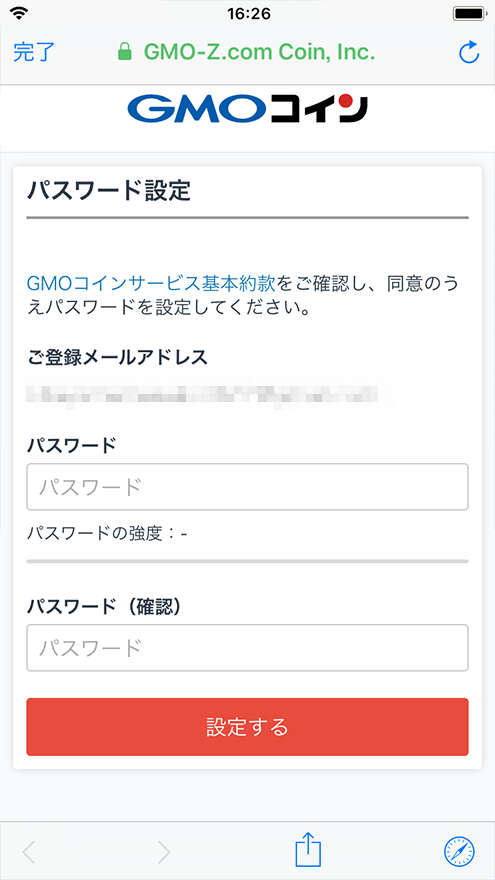 16:26
完了
GMO-Z.com Coin, Inc.
GMOコイン
パスワード設定
GMOコインサービス基本約款をご確認し、同意のう
えパスワードを設定してください。
ご登録メールアドレス
パスワード
パスワード
パスワードの強度：-
パスワード（確認）
パスワード
設定する